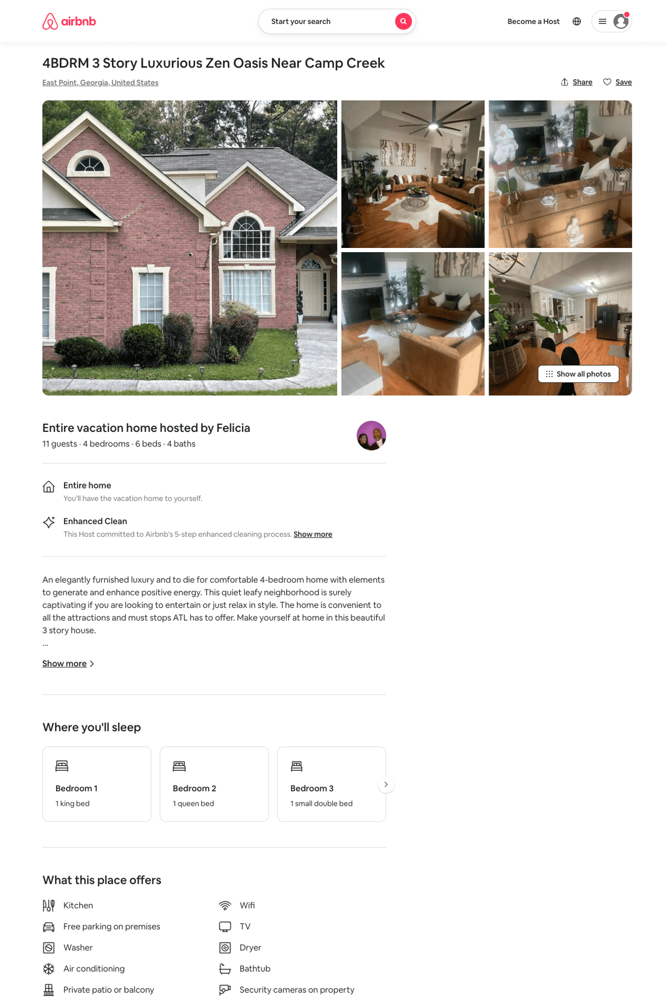 airbnb
Start your search
Become a Host
4BDRM 3 Story Luxurious Zen Oasis Near Camp Creek
East Point, Georgia, United States
Share
Save
Show all photos
Entire vacation home hosted by Felicia
11 guests · 4 bedrooms · 6 beds · 4 baths
Entire home
You'll have the vacation home to yourself.
Enhanced Clean
This Host committed to Airbnb's 5-step enhanced cleaning process. Show more
An elegantly furnished luxury and to die for comfortable 4-bedroom home with elements
to generate and enhance positive energy. This quiet leafy neighborhood is surely
captivating if you are looking to entertain or just relax in style. The home is convenient to
all the attractions and must stops ATL has to offer. Make yourself at home in this beautiful
3 story house.
...
Show more
Where you'll sleep
Bedroom 1
1 king bed
Bedroom 2
1 queen bed
Bedroom 3
1 small double bed
What this place offers
Kitchen
Wifi
Free parking on premises
TV
Washer
Dryer
Air conditioning
Bathtub
Private patio or balcony
Security cameras on property